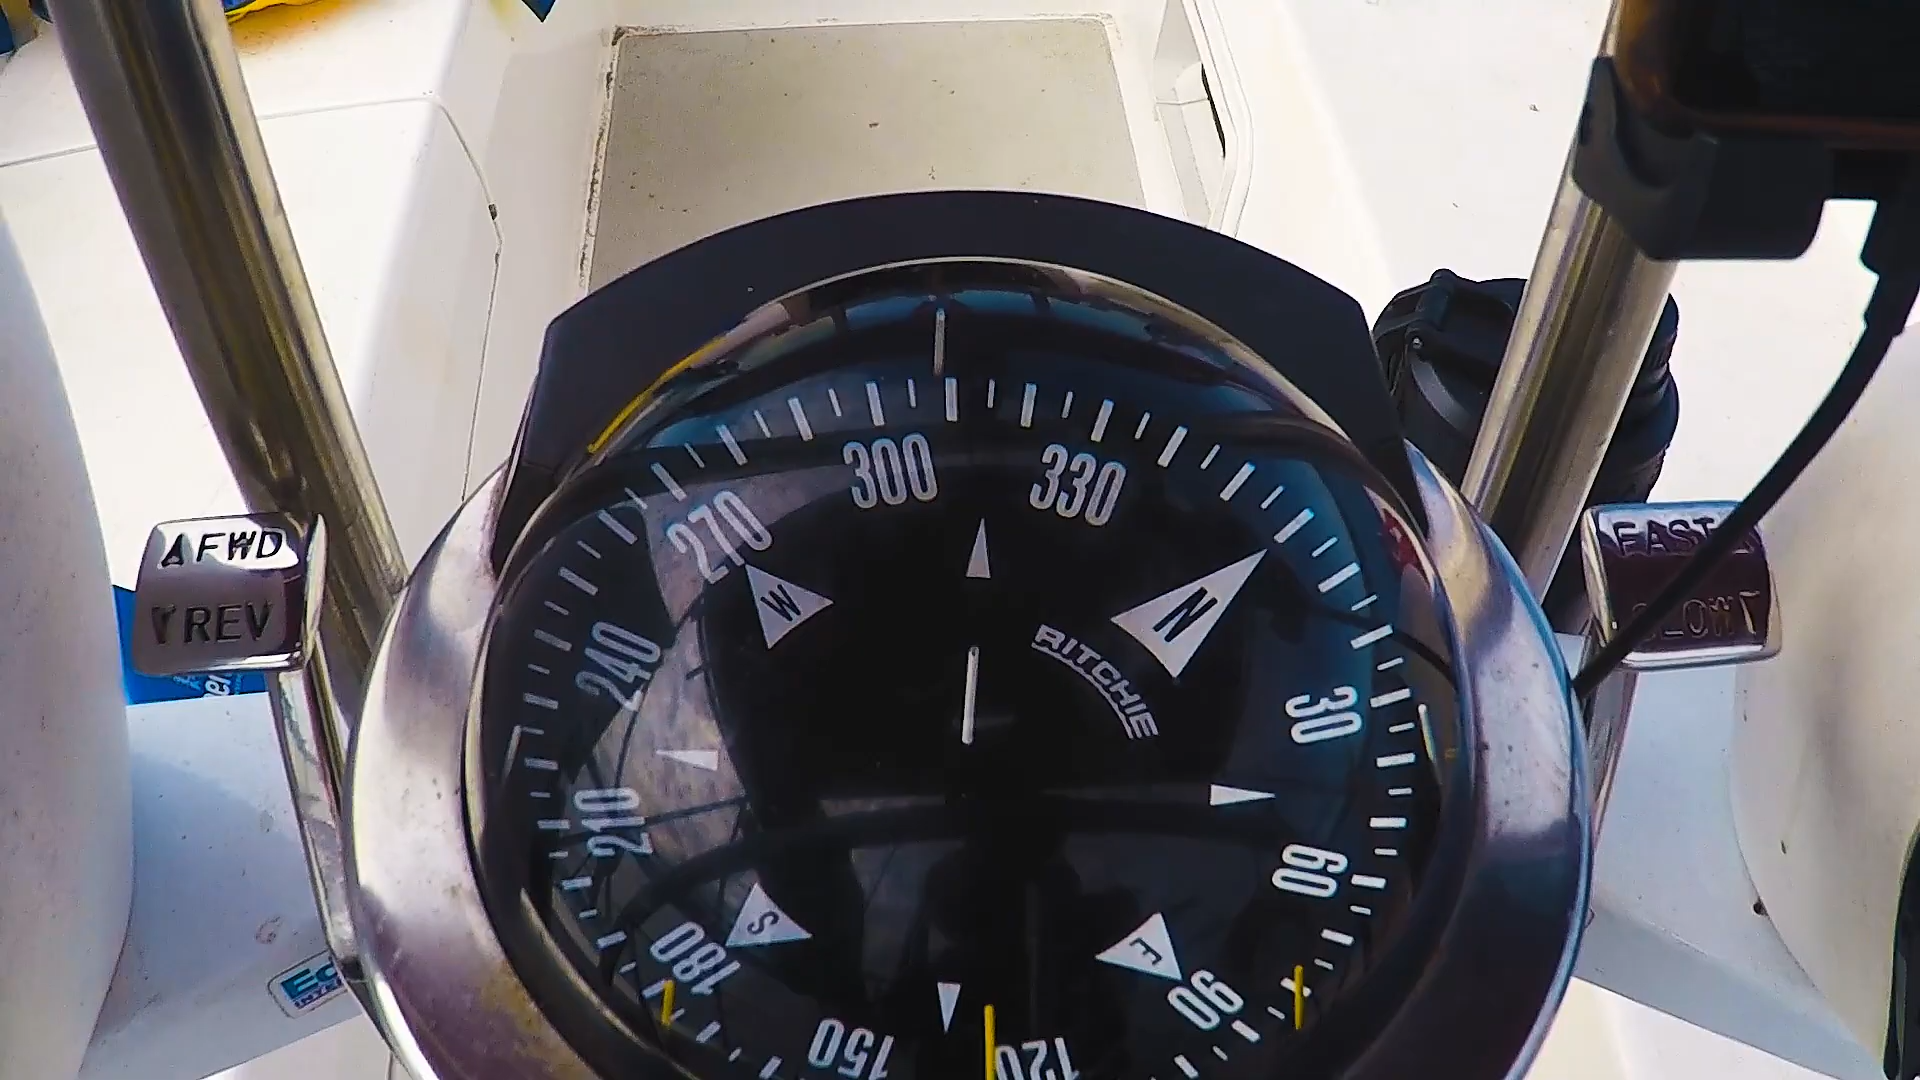 300
330
270
▲FWD
▼REV
FAST
SLOW
W
N
RITCHIE
240
30
210
60
S
E
180
90
150
120